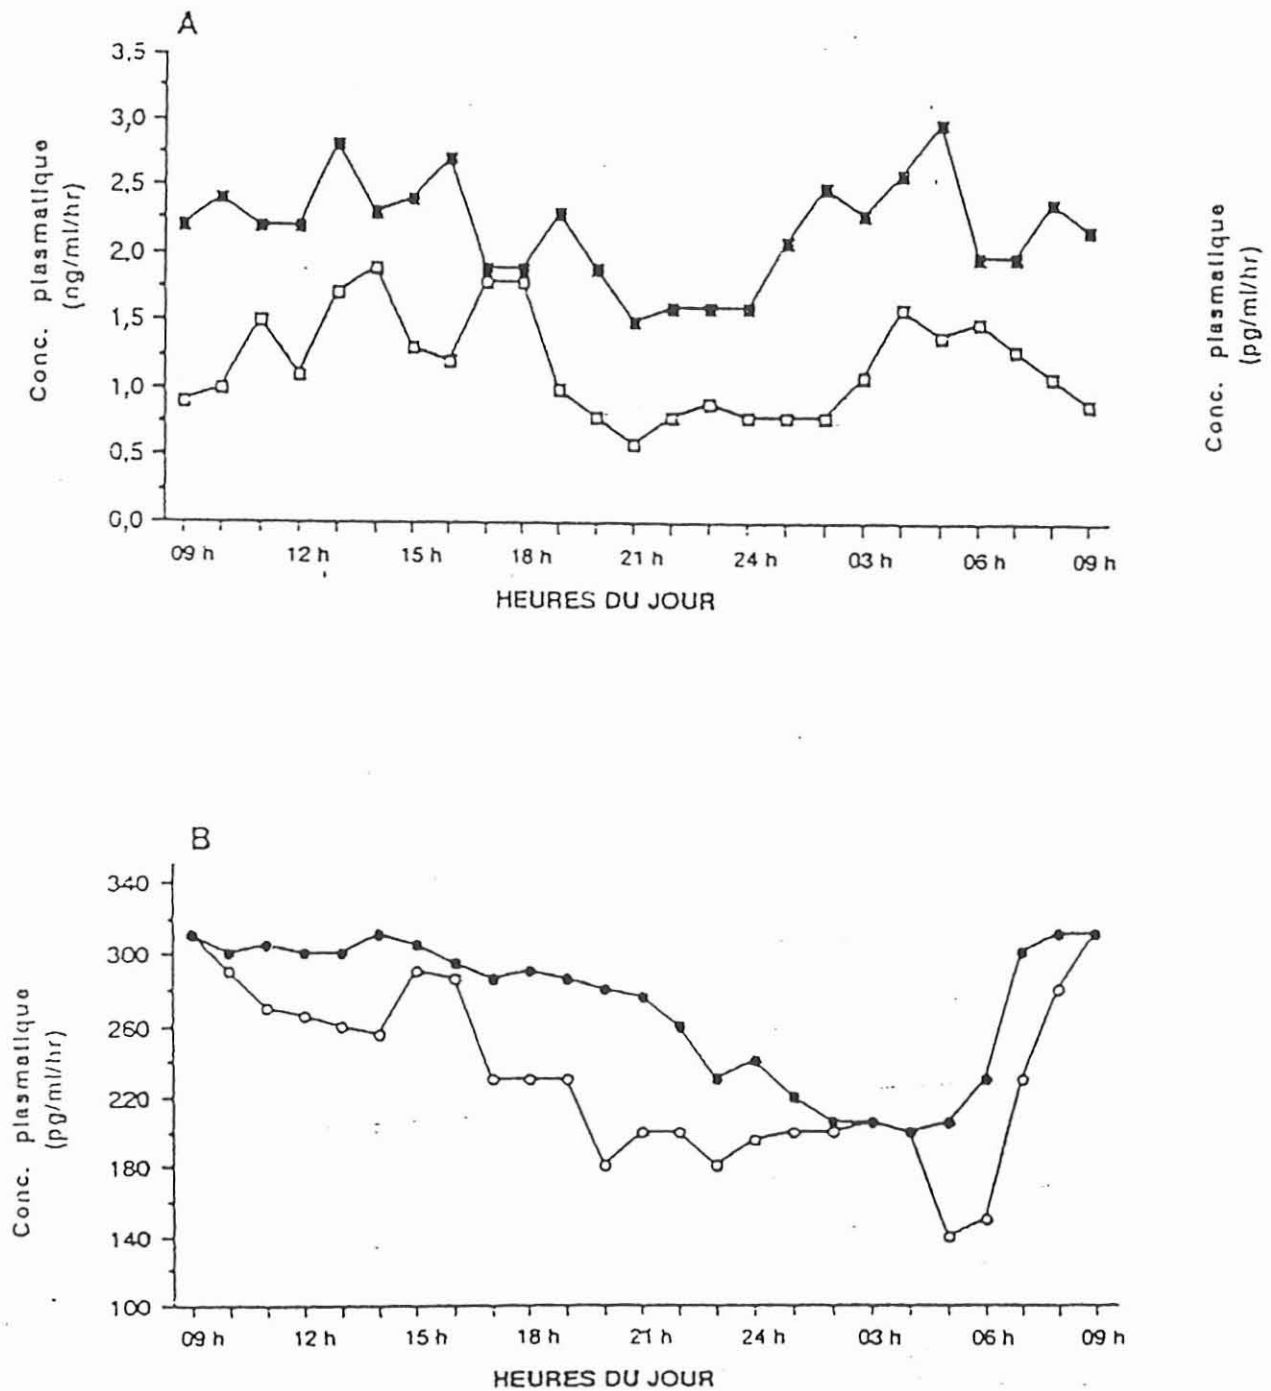 A
3,5
3,0
2,5
2,0
1,5
1,0
0,5
0,0
Conc. plasmatique
(ng/ml/hr)
Conc. plasmatique
(pg/ml/hr)
09 h 12 h 15 h 18 h 21 h 24 h 03 h 06 h 09 h
HEURES DU JOUR
B
340
300
260
220
180
140
100
Conc. plasmatique
(pg/ml/hr)
09 h 12 h 15 h 18 h 21 h 24 h 03 h 06 h 09 h
HEURES DU JOUR